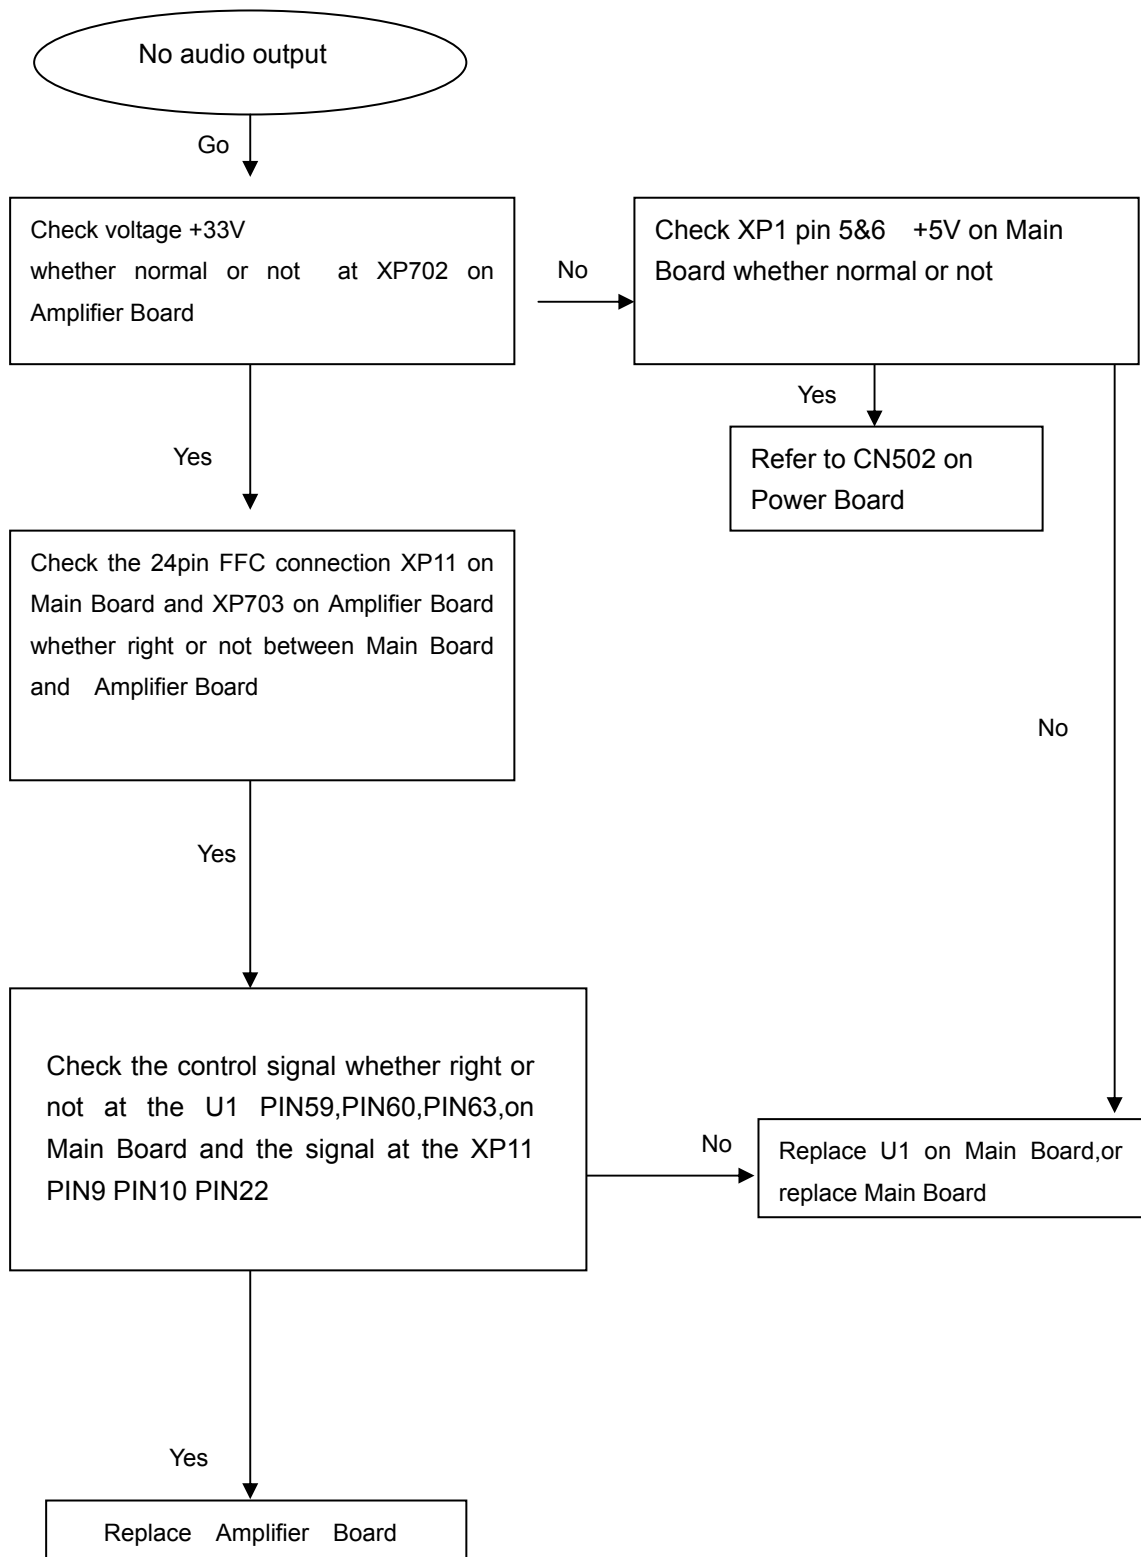 No audio output
Go
Check voltage +33V
whether normal or not at XP702 on
Amplifier Board
No
Check XP1 pin 5&6 +5V on Main
Board whether normal or not
Yes
Refer to CN502 on
Power Board
Yes
Check the 24pin FFC connection XP11 on
Main Board and XP703 on Amplifier Board
whether right or not between Main Board
and Amplifier Board
No
Yes
Check the control signal whether right or
not at the U1 PIN59,PIN60,PIN63,on
Main Board and the signal at the XP11
PIN9 PIN10 PIN22
No
Replace U1 on Main Board,or
replace Main Board
Yes
Replace Amplifier Board